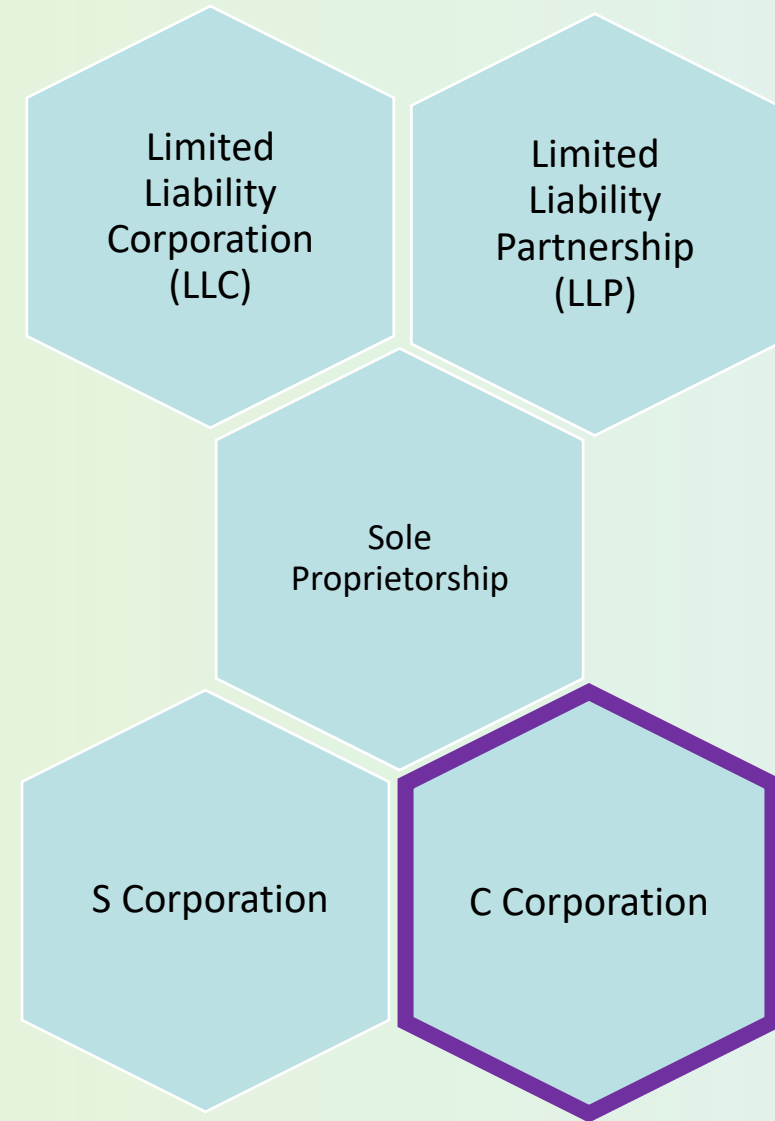 Limited
Liability
Corporation
(LLC)
Limited
Liability
Partnership
(LLP)
Sole
Proprietorship
S Corporation
C Corporation